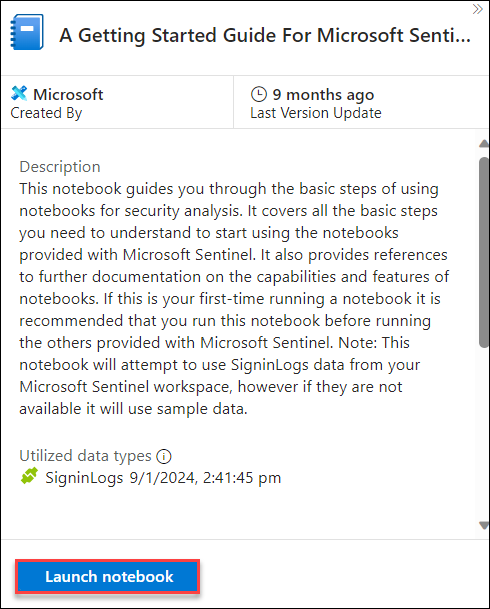 A Getting Started Guide For Microsoft Senti...
Microsoft
Created By
9 months ago
Last Version Update
Description
This notebook guides you through the basic steps of using
notebooks for security analysis. It covers all the basic steps
you need to understand to start using the notebooks
provided with Microsoft Sentinel. It also provides references
to further documentation on the capabilities and features of
notebooks. If this is your first-time running a notebook it is
recommended that you run this notebook before running
the others provided with Microsoft Sentinel. Note: This
notebook will attempt to use SigninLogs data from your
Microsoft Sentinel workspace, however if they are not
available it will use sample data.
Utilized data types
SigninLogs 9/1/2024, 2:41:45 pm
Launch notebook